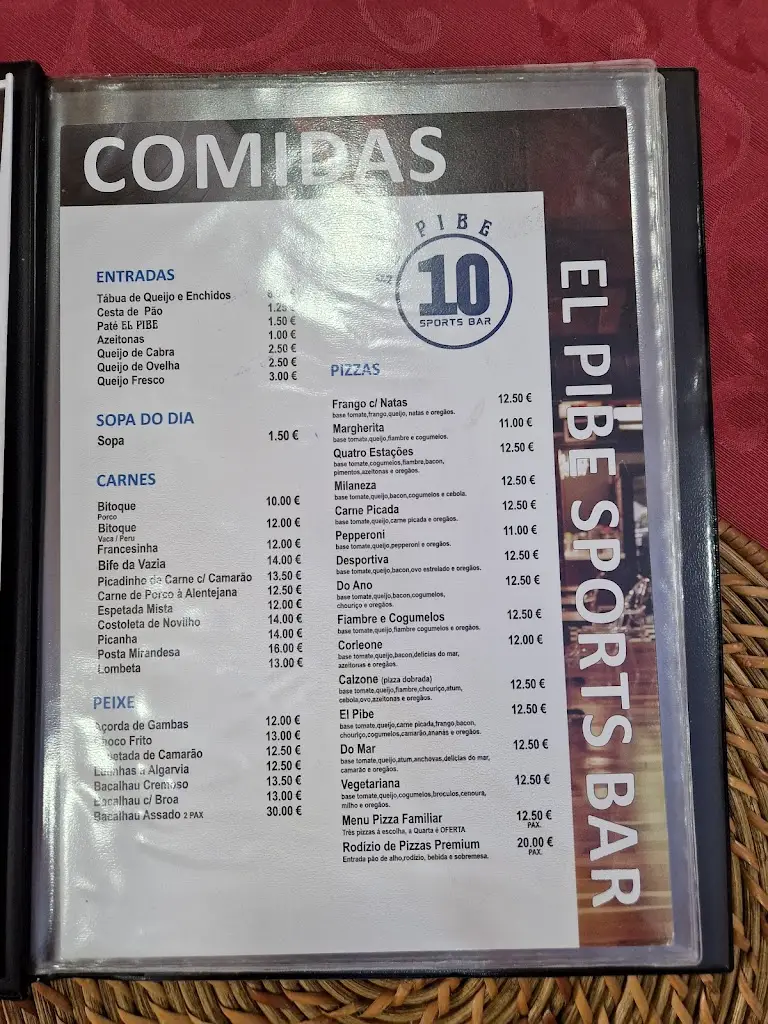 COMIDAS
PIBE
10
SPORTS BAR
EL PIBE SPORTS BAR
ENTRADAS
Tábua de Queijo e Enchidos
Cesta de Pão 1.25 €
Paté EL PIBE 1.50 €
Azeitonas 1.00 €
Queijo de Cabra 2.50 €
Queijo de Ovelha 2.50 €
Queijo Fresco 3.00 €
SOPA DO DIA
Sopa 1.50 €
CARNES
Bitoque 10.00 €
Porco
Bitoque 12.00 €
Vaca / Peru
Francesinha 12.00 €
Bife da Vazia 14.00 €
Picadinho de Carne c/ Camarão 13.50 €
Carne de Porco à Alentejana 12.50 €
Espetada Mista 12.00 €
Costoleta de Novilho 14.00 €
Picanha 14.00 €
Posta Mirandesa 16.00 €
Lombeta 13.00 €
PEIXE
Açorda de Gambas 12.00 €
Choco Frito 13.00 €
Espetada de Camarão 12.50 €
Lulinhas à Algarvia 12.50 €
Bacalhau Cremoso 13.50 €
Bacalhau c/ Broa 13.00 €
Bacalhau Assado 2 PAX 30.00 €
PIZZAS
Frango c/ Natas 12.50 €
base tomate,frango,queijo, natas e oregãos.
Margherita 11.00 €
base tomate,queijo,fiambre e cogumelos.
Quatro Estações 12.50 €
base tomate,cogumelos,fiambre,bacon,
pimentos,azeitonas e oregãos.
Milaneza 12.50 €
base tomate,queijo,bacon,cogumelos e cebola.
Carne Picada 12.50 €
base tomate,queijo,carne picada e oregãos.
Pepperoni 11.00 €
base tomate,queijo,pepperoni e oregãos.
Desportiva 12.50 €
base tomate,queijo,bacon,ovo estrelado e oregãos.
Do Ano 12.50 €
base tomate,queijo,bacon,cogumelos,
chouriço e oregãos.
Fiambre e Cogumelos 12.50 €
base tomate,queijo,fiambre cogumelos e oregãos.
Corleone 12.00 €
base tomate,queijo,bacon,delicias do mar,
azeitonas e oregãos.
Calzone (piaza dobrada) 12.50 €
base tomate,queijo,fiambre,chouriço,atum,
cebola,ovo,azeitonas e oregãos.
El Pibe 12.50 €
base tomate,queijo,carne picada,frango,bacon,
chouriço,cogumelos,camarão,ananás e oregãos.
Do Mar 12.50 €
base tomate,queijo,atum,anchovas,delicias do mar,
camarão e oregãos.
Vegetariana 12.50 €
base tomate,queijo,cogumelos,broculos,cenoura,
milho e oregãos.
Menu Pizza Familiar 12.50 €
Três pizzas á escolha, a Quarta é OFERTA PAX.
Rodízio de Pizzas Premium 20.00 €
Entrada pão de alho,rodizio, bebida e sobremesa. PAX.